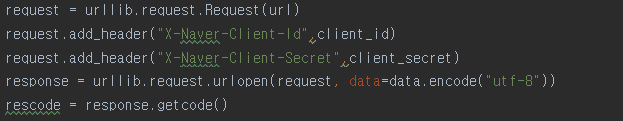 request = urllib.request.Request(url)
request.add_header("X-Naver-Client-Id",client_id)
request.add_header("X-Naver-Client-Secret",client_secret)
response = urllib.request.urlopen(request, data=data.encode("utf-8"))
rescode = response.getcode()